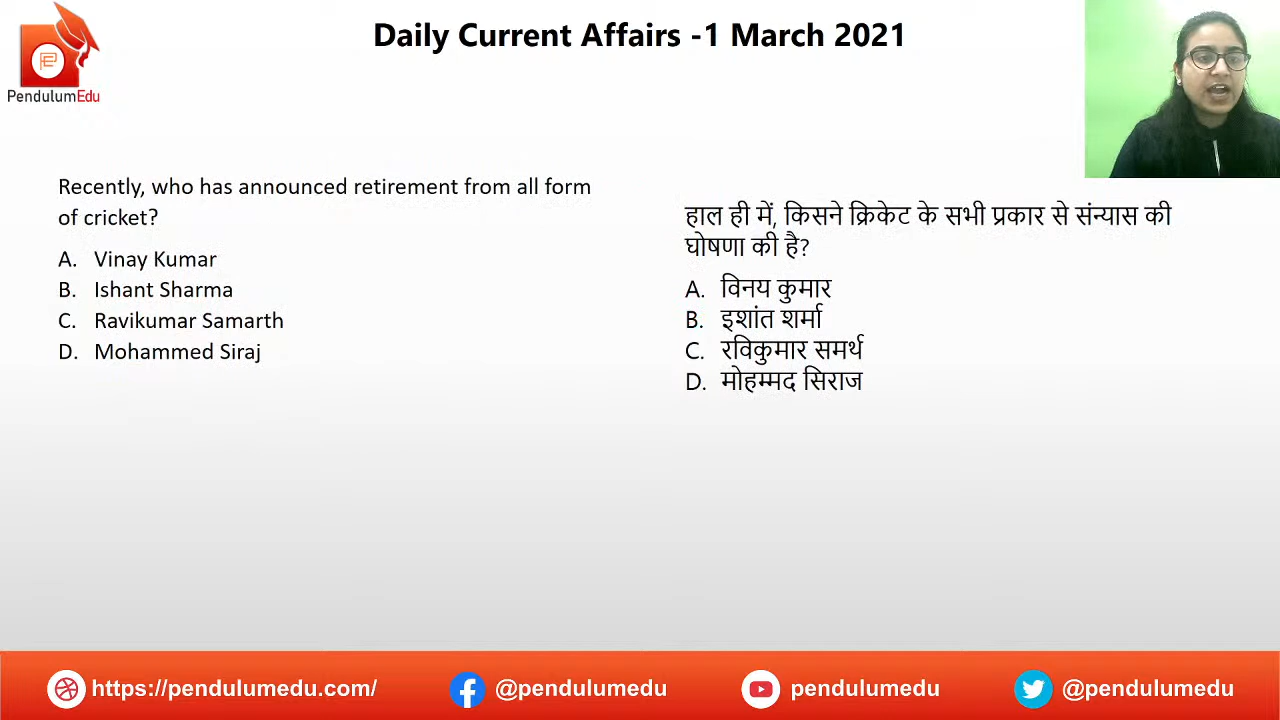 Daily Current Affairs -1 March 2021
PendulumEdu
Recently, who has announced retirement from all form
of cricket?
A. Vinay Kumar
B. Ishant Sharma
C. Ravikumar Samarth
D. Mohammed Siraj
हाल ही में, किसने क्रिकेट के सभी प्रकार से संन्यास की
घोषणा की है?
A. विनय कुमार
B. इशांत शर्मा
C. रविकुमार समर्थ
D. मोहम्मद सिराज
https://pendulumedu.com/ @pendulumedu pendulumedu @pendulumedu